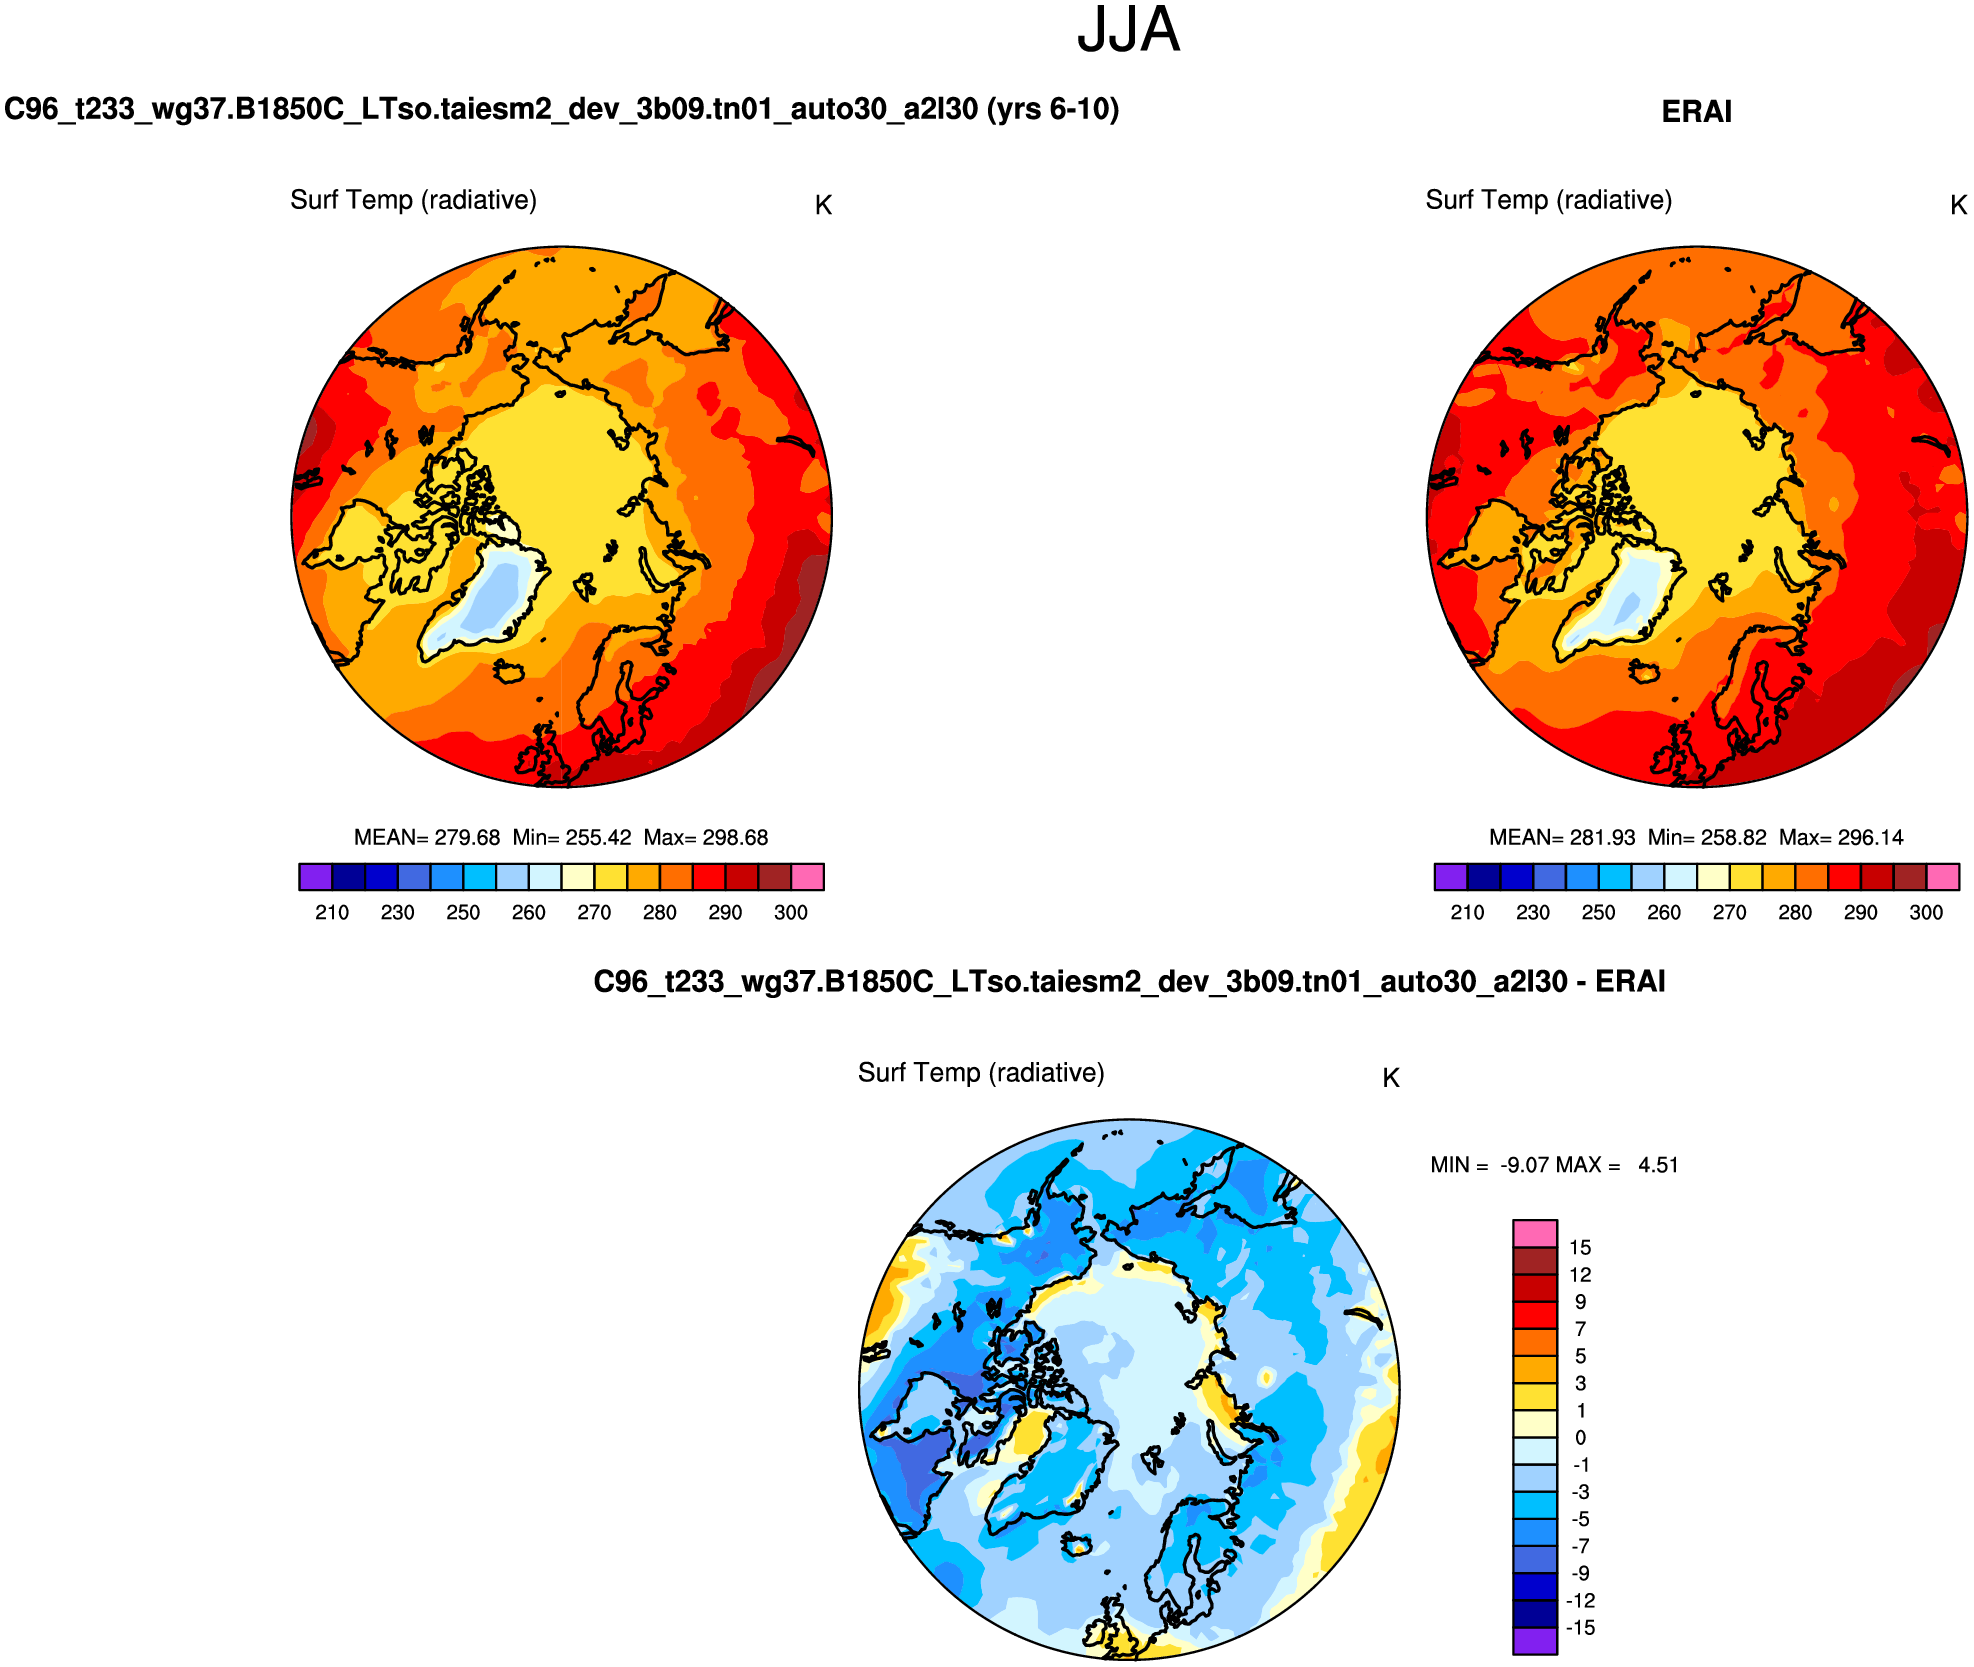 JJA
C96_t233_wg37.B1850C_LTso.taiesm2_dev_3b09.tn01_auto30_a2l30 (yrs 6-10)
ERAI
Surf Temp (radiative) K
Surf Temp (radiative) K
MEAN= 279.68 Min= 255.42 Max= 298.68
MEAN= 281.93 Min= 258.82 Max= 296.14
210 230 250 260 270 280 290 300
210 230 250 260 270 280 290 300
C96_t233_wg37.B1850C_LTso.taiesm2_dev_3b09.tn01_auto30_a2l30 - ERAI
Surf Temp (radiative) K
MIN = -9.07 MAX = 4.51
15
12
9
7
5
3
1
0
-1
-3
-5
-7
-9
-12
-15